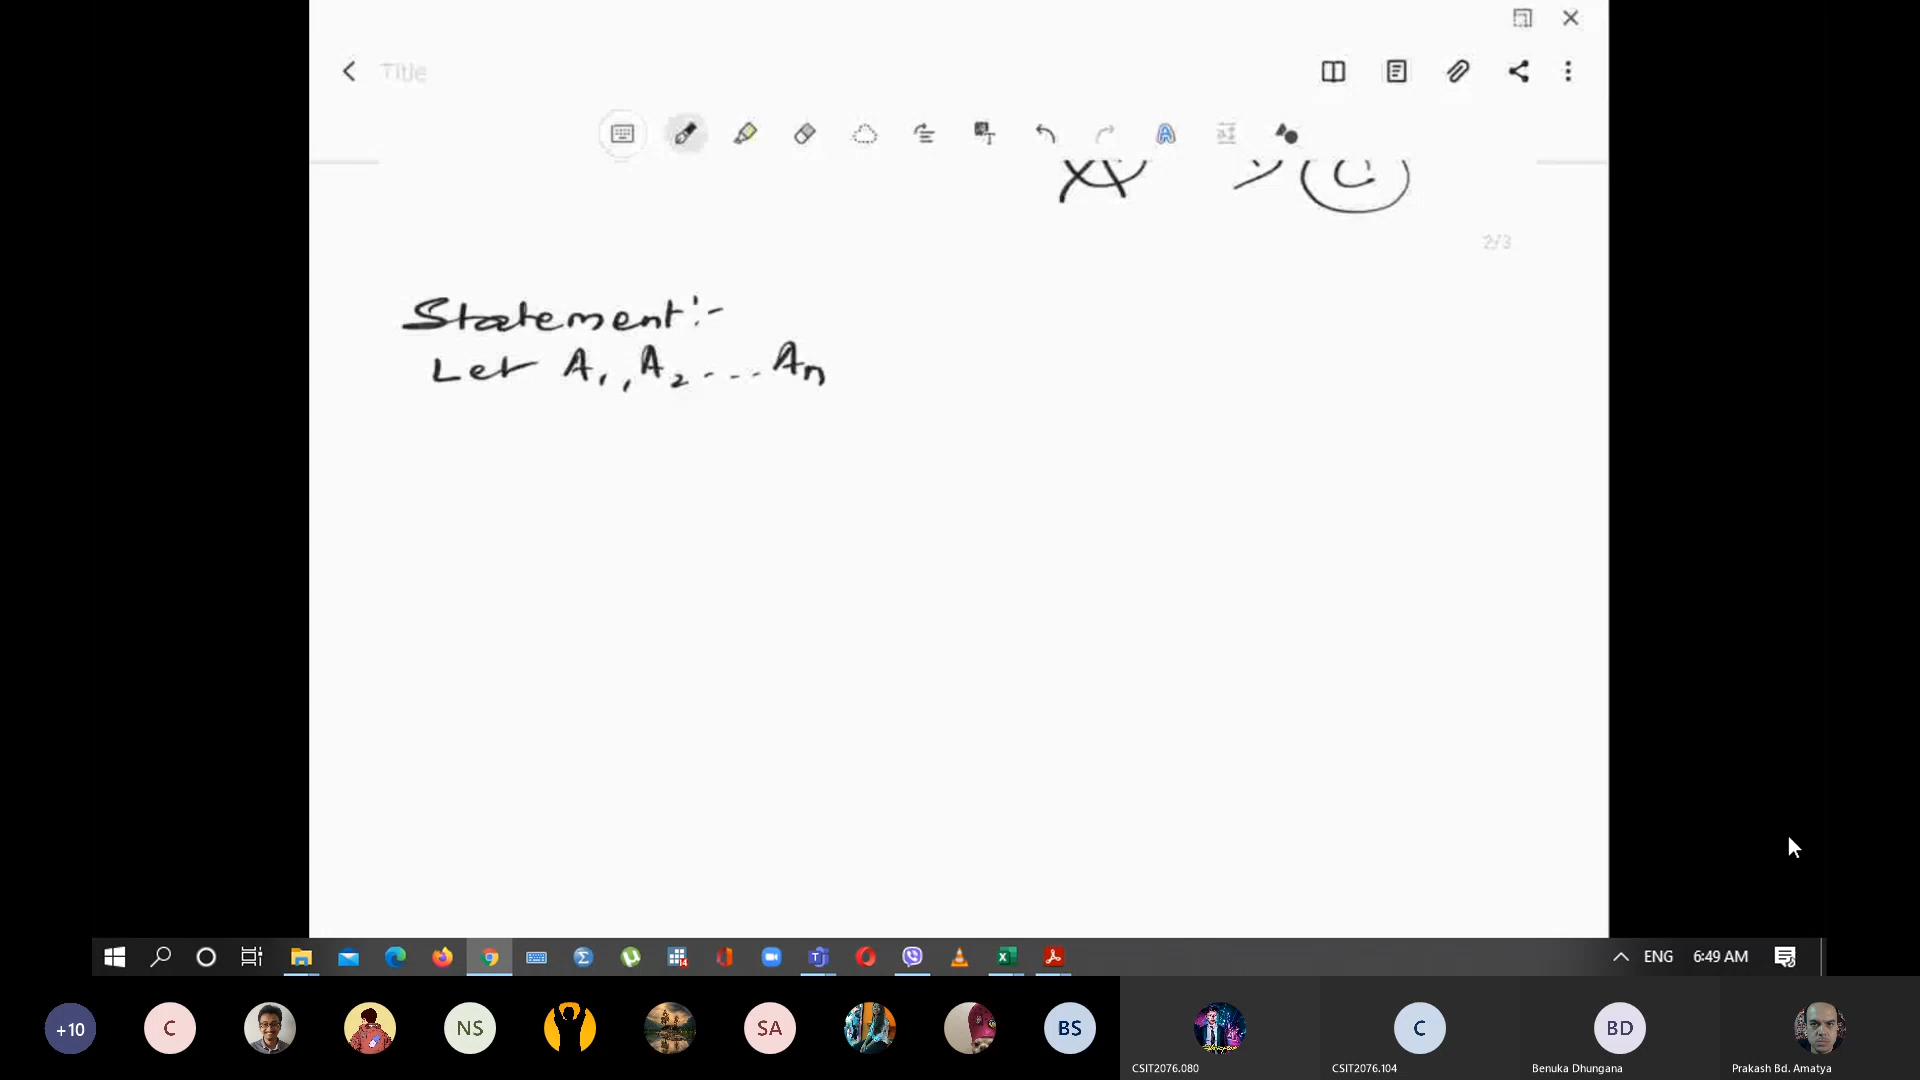 Title
C
2/3
Statement:-
Let A1, A2 .... An
ENG 6:49 AM
+10
C
NS
SA
BS
C
BD
CSIT2076.080
CSIT2076.104
Benuka Dhungana
Prakash Bd. Amatya